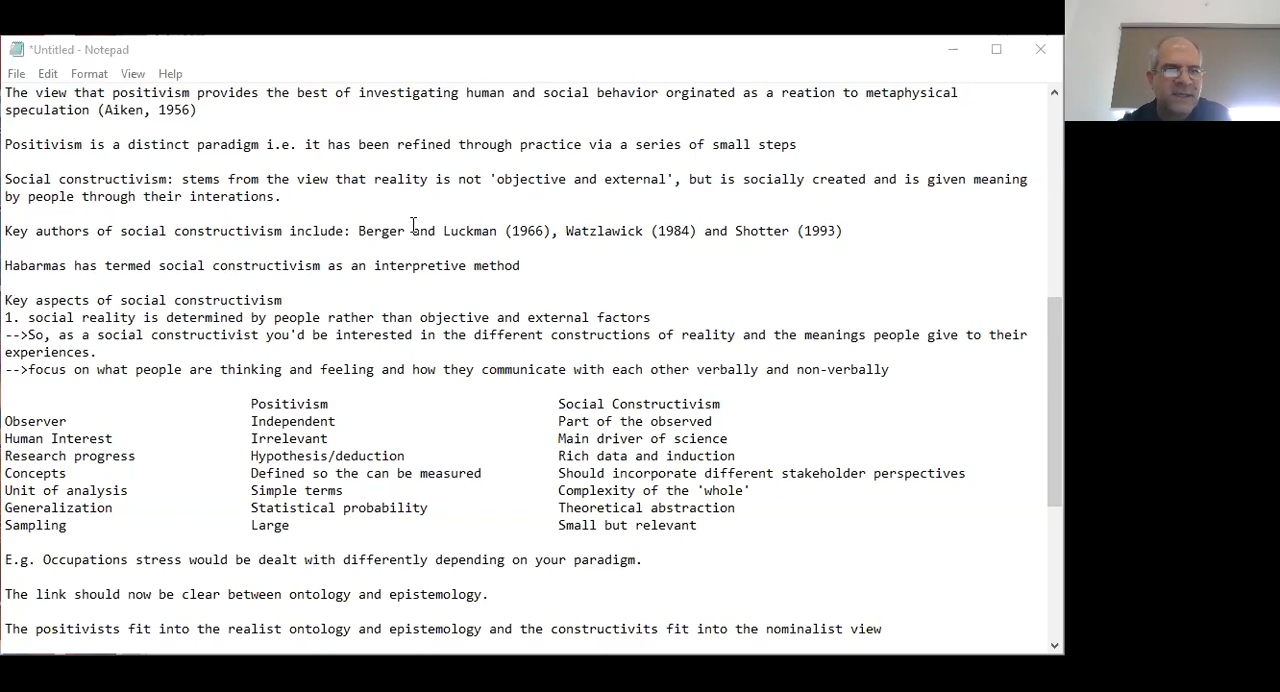 *Untitled - Notepad
File Edit Format View Help
The view that positivism provides the best of investigating human and social behavior orginated as a reation to metaphysical
speculation (Aiken, 1956)
Positivism is a distinct paradigm i.e. it has been refined through practice via a series of small steps
Social constructivism: stems from the view that reality is not 'objective and external', but is socially created and is given meaning
by people through their interations.
Key authors of social constructivism include: Berger and Luckman (1966), Watzlawick (1984) and Shotter (1993)
Habarmas has termed social constructivism as an interpretive method
Key aspects of social constructivism
1. social reality is determined by people rather than objective and external factors
-->So, as a social constructivist you'd be interested in the different constructions of reality and the meanings people give to their
experiences.
-->focus on what people are thinking and feeling and how they communicate with each other verbally and non-verbally
Positivism Social Constructivism
Observer Independent Part of the observed
Human Interest Irrelevant Main driver of science
Research progress Hypothesis/deduction Rich data and induction
Concepts Defined so the can be measured Should incorporate different stakeholder perspectives
Unit of analysis Simple terms Complexity of the 'whole'
Generalization Statistical probability Theoretical abstraction
Sampling Large Small but relevant
E.g. Occupations stress would be dealt with differently depending on your paradigm.
The link should now be clear between ontology and epistemology.
The positivists fit into the realist ontology and epistemology and the constructivits fit into the nominalist view